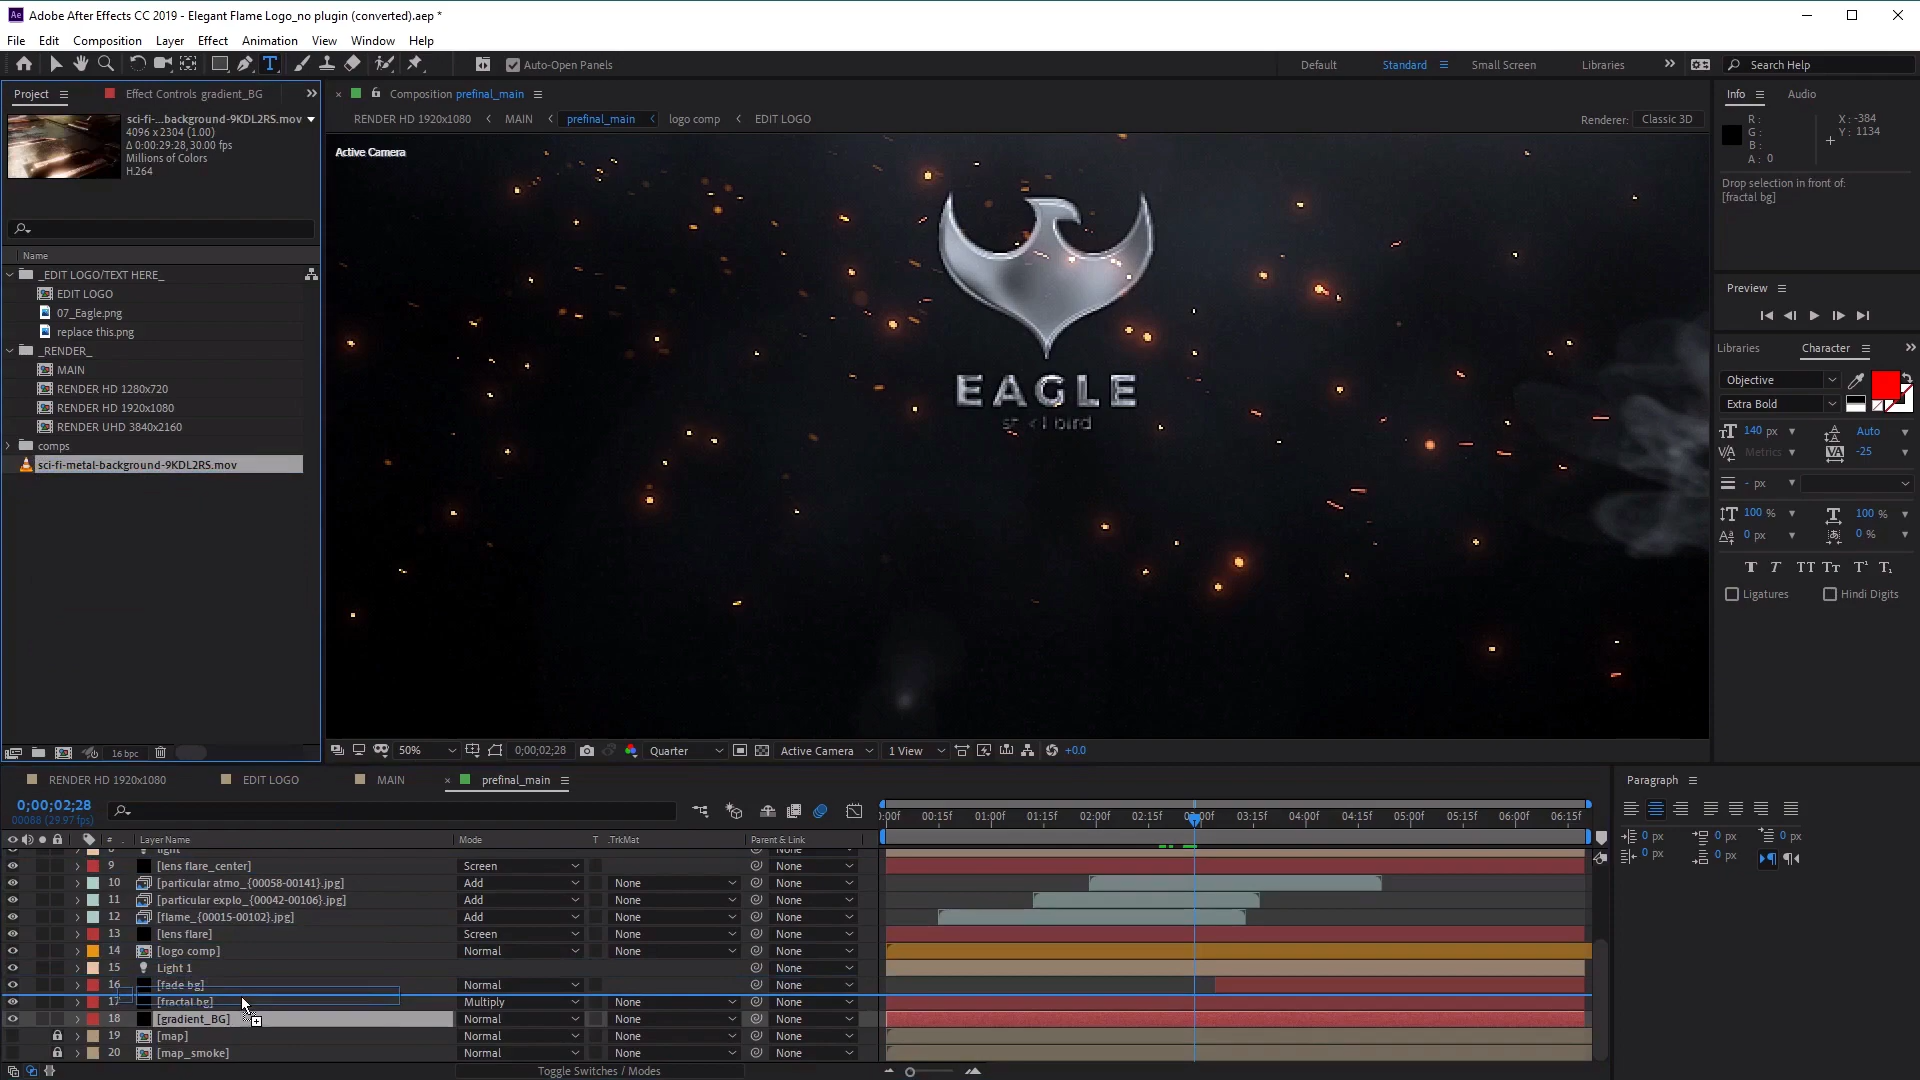 Adobe After Effects CC 2019 - Elegant Flame Logo_no plugin (converted).aep *
File Edit Composition Layer Effect Animation View Window Help
Auto-Open Panels
Default Standard Small Screen Libraries Search Help
Project Effect Controls gradient_BG
Composition prefinal_main
Info Audio
sci-fi-...background-9KDL2RS.mov
4096 x 2304 (1.00)
Δ 0:00:29:28, 30.00 fps
Millions of Colors
H.264
RENDER HD 1920x1080 MAIN prefinal_main logo comp EDIT LOGO
Renderer: Classic 3D
R :
G :
B :
A : 0
X : -384
Y : 1134
Active Camera
Drop selection in front of:
[fractal bg]
Name
_EDIT LOGO/TEXT HERE_
EDIT LOGO
07_Eagle.png
replace this.png
_RENDER_
MAIN
RENDER HD 1280x720
RENDER HD 1920x1080
RENDER UHD 3840x2160
comps
sci-fi-metal-background-9KDL2RS.mov
16 bpc
EAGLE
bird
Preview
Libraries Character
Objective
Extra Bold
140 px Auto
Metrics -25
- px
100 % 100 %
0 px 0 %
T T TT Tt T¹ T₁
Ligatures Hindi Digits
50% 0;00;02;28 Quarter Active Camera 1 View +0.0
RENDER HD 1920x1080 EDIT LOGO MAIN prefinal_main
Paragraph
0;00;02;28
00088 (29.97 fps)
:00f 00:15f 01:00f 01:15f 02:00f 02:15f 03:00f 03:15f 04:00f 04:15f 05:00f 05:15f 06:00f 06:15f
0 px 0 px 0 px
0 px 0 px
# Layer Name Mode T .TrkMat Parent & Link
8 light None
9 [lens flare_center] Screen None
10 [particular atmo_{00058-00141}.jpg] Add None None
11 [particular explo_{00042-00106}.jpg] Add None None
12 [flame_{00015-00102}.jpg] Add None None
13 [lens flare] Screen None None
14 [logo comp] Normal None None
15 Light 1 None
16 [fade bg] Normal None
17 [fractal bg] Multiply None None
18 [gradient_BG] Normal None None
19 [map] Normal None None
20 [map_smoke] Normal None None
Toggle Switches / Modes